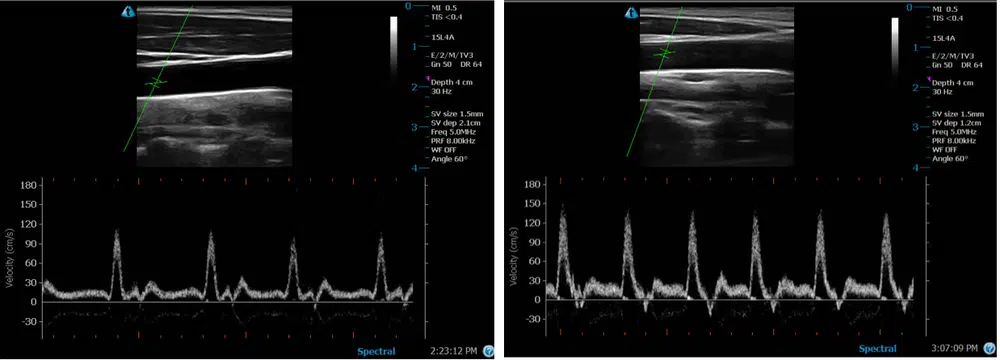 0
MI 0.5
TIS <0.4
15L4A
1
E/2/M/TV3
Gn 50 DR 64
Depth 4 cm
2
30 Hz
SV size 1.5mm
SV dep 2.1cm
3
Freq 5.0MHz
PRF 8.00kHz
WF OFF
Angle 60°
4
180
150
120
90
60
30
0
-30
Velocity (cm/s)
Spectral
2:23:12 PM
0
MI 0.5
TIS <0.4
15L4A
1
E/2/M/TV3
Gn 50 DR 64
Depth 4 cm
2
30 Hz
SV size 1.5mm
SV dep 1.2cm
3
Freq 5.0MHz
PRF 8.00kHz
WF OFF
Angle 60°
4
180
150
120
90
60
30
0
-30
Velocity (cm/s)
Spectral
3:07:09 PM